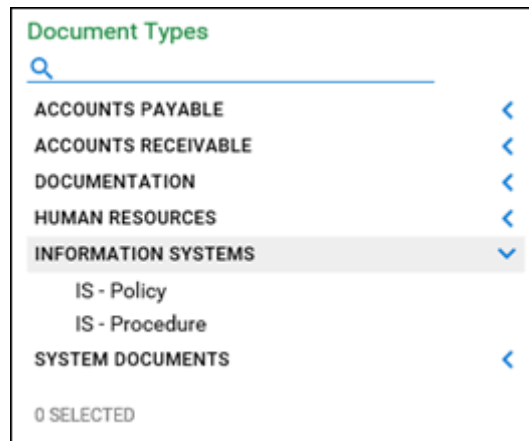 Document Types
ACCOUNTS PAYABLE
ACCOUNTS RECEIVABLE
DOCUMENTATION
HUMAN RESOURCES
INFORMATION SYSTEMS
IS - Policy
IS - Procedure
SYSTEM DOCUMENTS
0 SELECTED